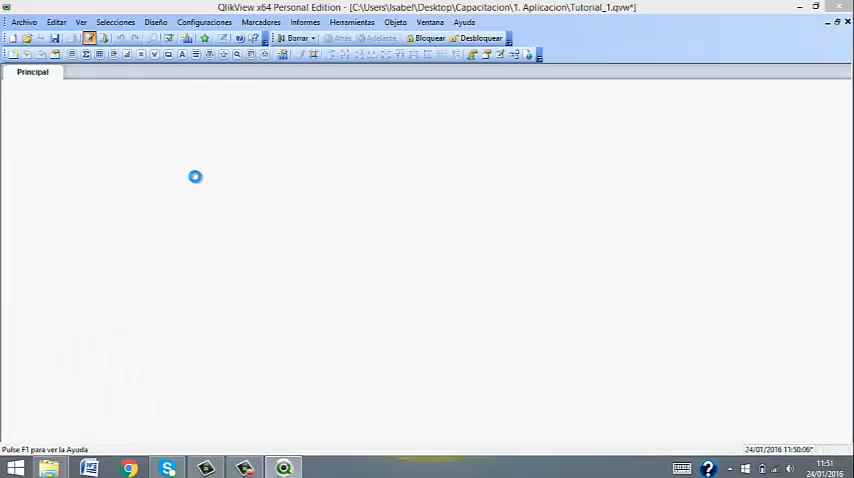 QlikView x64 Personal Edition - [C:\Users\Isabel\Desktop\Capacitacion\1. Aplicacion\Tutorial_1.qvw*]
Archivo Editar Ver Selecciones Diseño Configuraciones Marcadores Informes Herramientas Objeto Ventana Ayuda
Borrar Atrás Adelante Bloquear Desbloquear
Principal
Pulse F1 para ver la Ayuda 24/01/2016 11:50:06*
11:51
24/01/2016